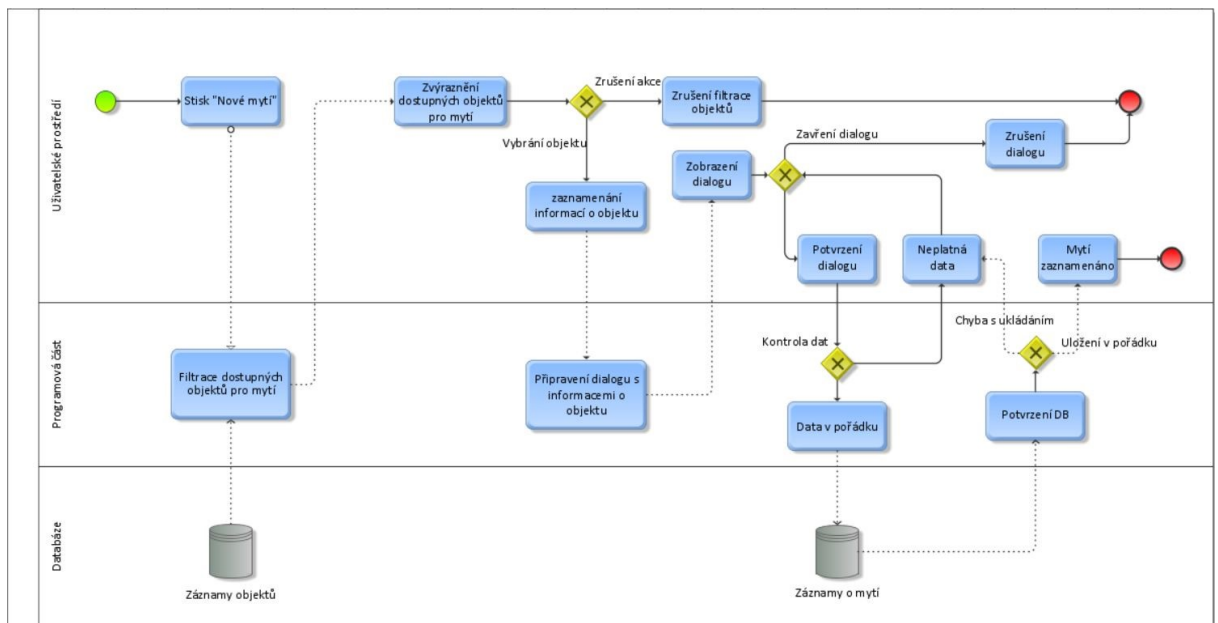 Uživatelské prostředí
Stisk "Nové mytí"
Zvýraznění
dostupných objektů
pro mytí
Zrušení akce
Zrušení filtrace
objektů
Vybrání objektu
Zavření dialogu
Zrušení
dialogu
Zobrazení
dialogu
zaznamenání
informací o objektu
Potvrzení
dialogu
Neplatná
data
Mytí
zaznamenáno
Programová část
Chyba s ukládáním
Kontrola dat
Uložení v pořádku
Filtrace dostupných
objektů pro mytí
Připravení dialogu s
informacemi o
objektu
Data v pořádku
Potvrzení DB
Databáze
Záznamy objektů
Záznamy o mytí